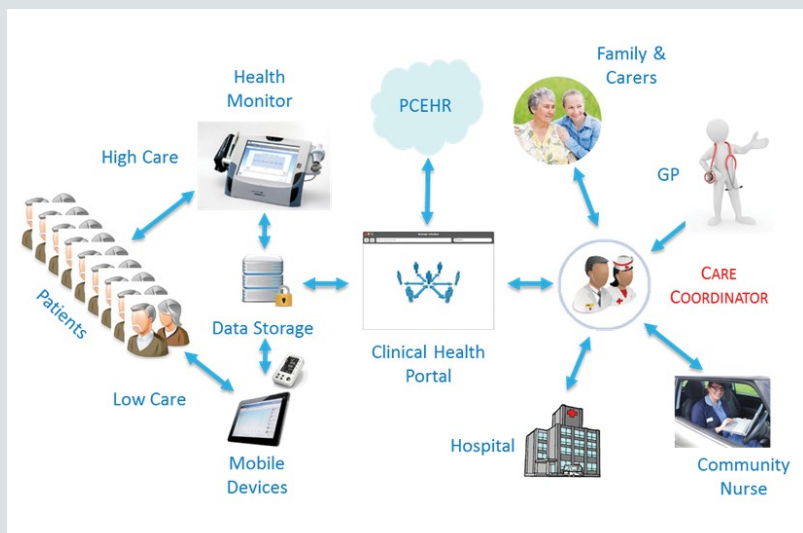 Family &
Carers
Health
Monitor
PCEHR
High Care
GP
CARE
COORDINATOR
Patients
Data Storage
Clinical Health
Portal
Low Care
Hospital
Mobile
Devices
Community
Nurse